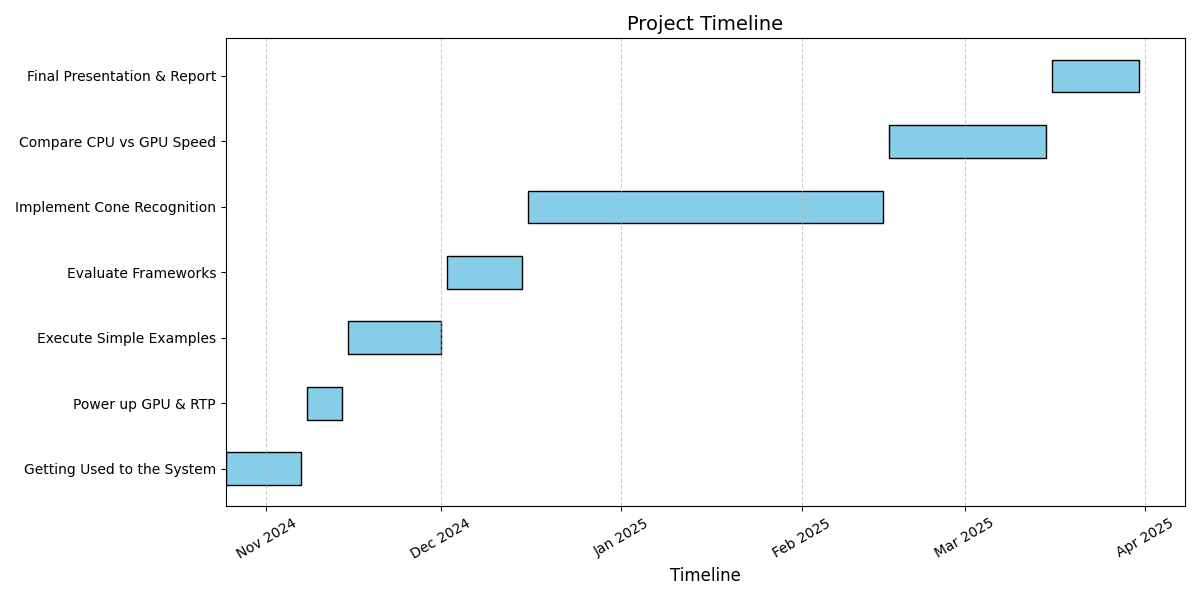 Project Timeline
Final Presentation & Report
Compare CPU vs GPU Speed
Implement Cone Recognition
Evaluate Frameworks
Execute Simple Examples
Power up GPU & RTP
Getting Used to the System
Nov 2024
Dec 2024
Jan 2025
Feb 2025
Mar 2025
Apr 2025
Timeline